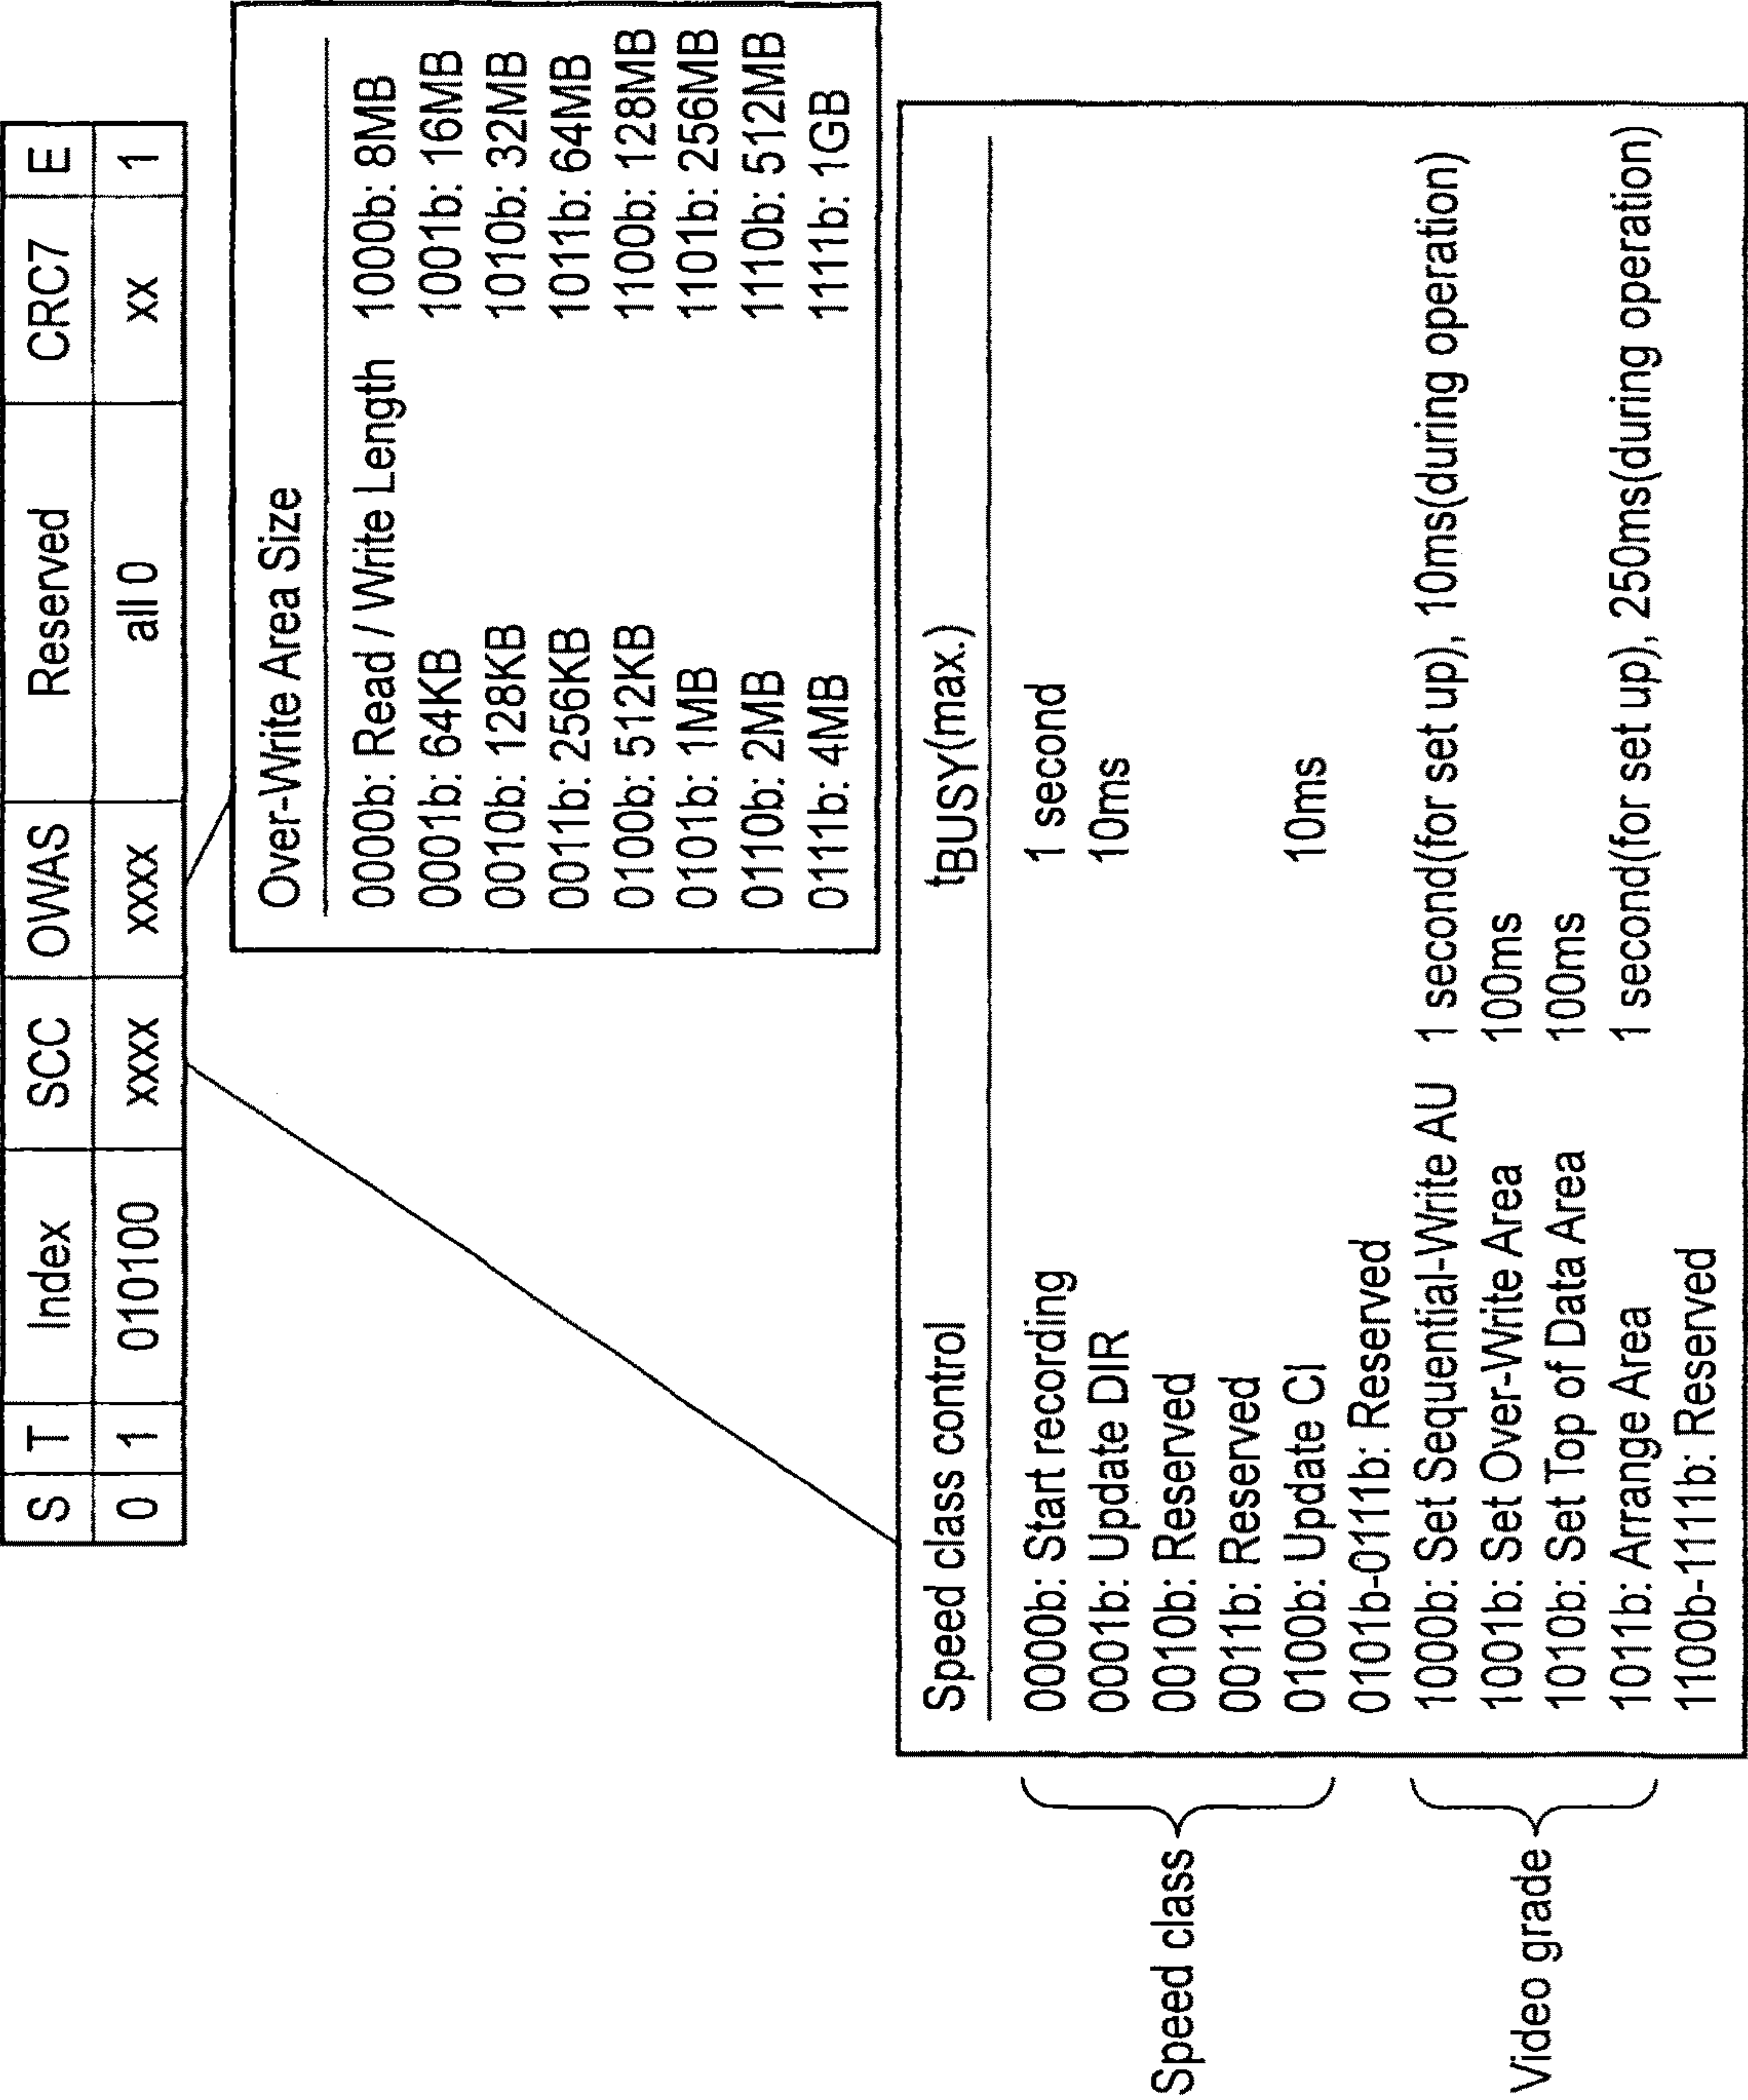 S T Index SCC OWAS Reserved CRC7 E
0 1 010100 xxxx xxxx all 0 xx 1
Over-Write Area Size
0000b: Read / Write Length 1000b: 8MB
0001b: 64KB 1001b: 16MB
0010b: 128KB 1010b: 32MB
0011b: 256KB 1011b: 64MB
0100b: 512KB 1100b: 128MB
0101b: 1MB 1101b: 256MB
0110b: 2MB 1110b: 512MB
0111b: 4MB 1111b: 1GB
Speed class control tBUSY(max.)
0000b: Start recording 1 second
0001b: Update DIR 10ms
0010b: Reserved
0011b: Reserved
0100b: Update CI 10ms
0101b-0111b: Reserved
1000b: Set Sequential-Write AU 1 second(for set up), 10ms(during operation)
1001b: Set Over-Write Area 100ms
1010b: Set Top of Data Area 100ms
1011b: Arrange Area 1 second(for set up), 250ms(during operation)
1100b-1111b: Reserved
Speed class
Video grade